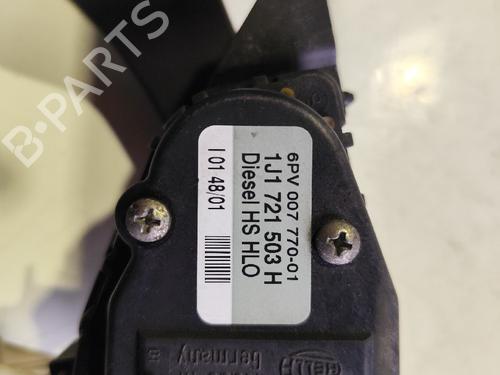 6PV 007 770-01
1J1 721 503 H
Diesel HS HLO
I 01 48/01
HELLA
Germany
B-PARTS